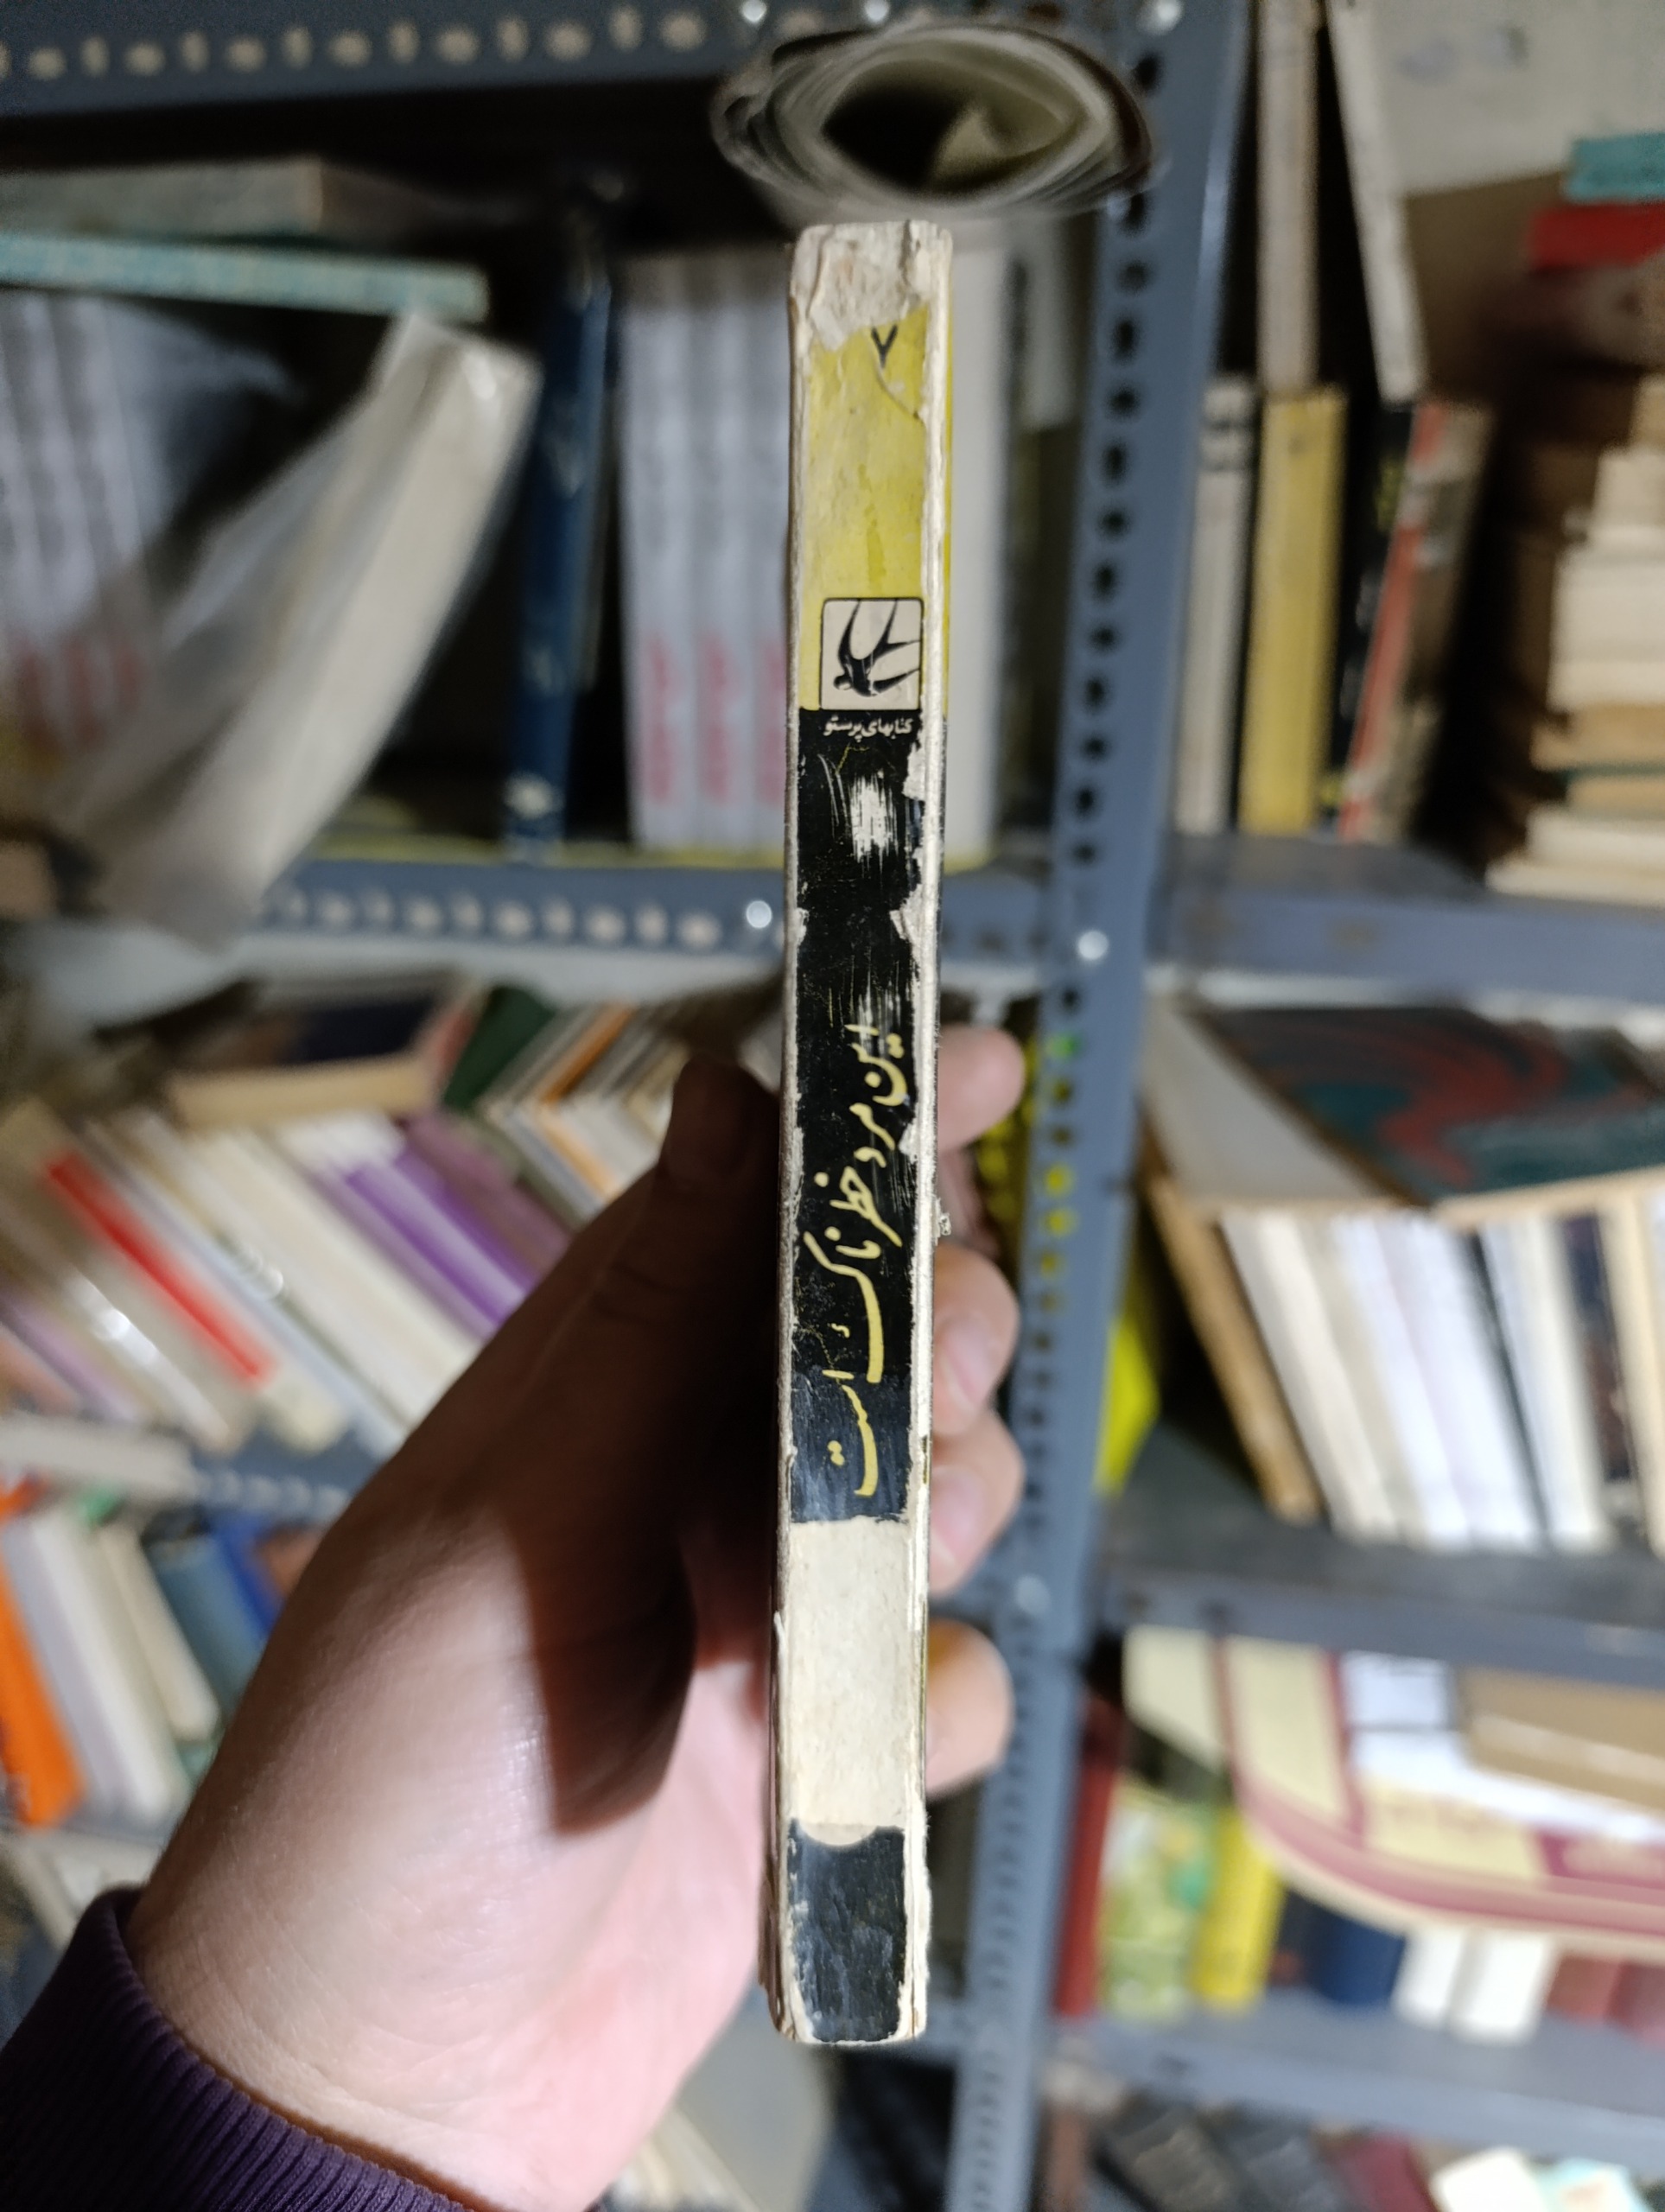 ۷
کتابهای پرستو
این مرد خطرناک است